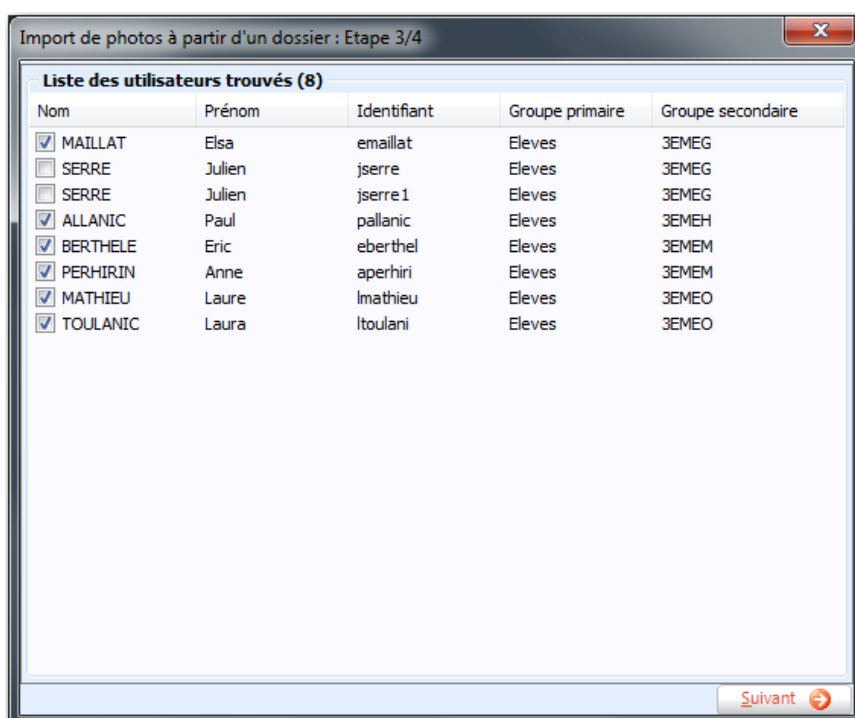 Import de photos à partir d'un dossier : Etape 3/4
Liste des utilisateurs trouvés (8)
Nom Prénom Identifiant Groupe primaire Groupe secondaire
MAILLAT Elsa emaillat Eleves 3EMEG
SERRE Julien jserre Eleves 3EMEG
SERRE Julien jserre1 Eleves 3EMEG
ALLANIC Paul pallanic Eleves 3EMEH
BERTHELE Eric eberthel Eleves 3EMEM
PERHIRIN Anne aperhiri Eleves 3EMEM
MATHIEU Laure lmathieu Eleves 3EMEO
TOULANIC Laura ltoulani Eleves 3EMEO
Suivant